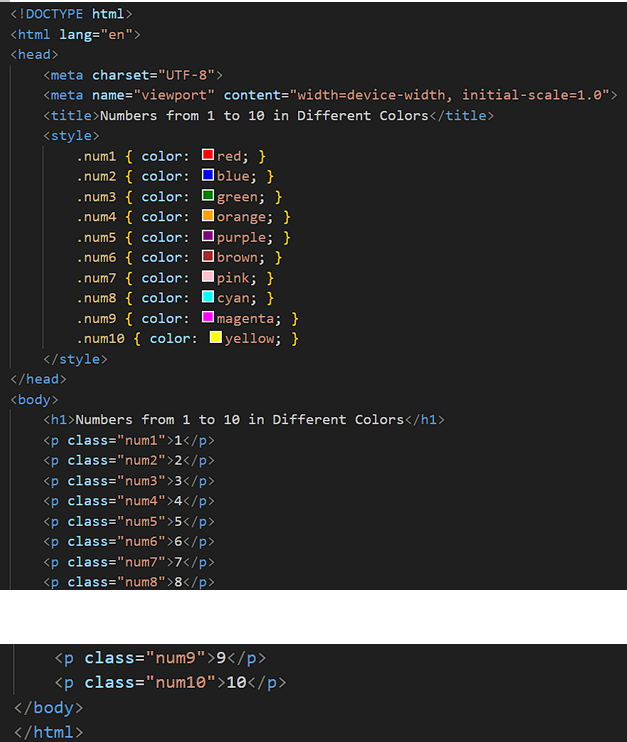 <!DOCTYPE html>
<html lang="en">
<head>
    <meta charset="UTF-8">
    <meta name="viewport" content="width=device-width, initial-scale=1.0">
    <title>Numbers from 1 to 10 in Different Colors</title>
    <style>
        .num1 { color: red; }
        .num2 { color: blue; }
        .num3 { color: green; }
        .num4 { color: orange; }
        .num5 { color: purple; }
        .num6 { color: brown; }
        .num7 { color: pink; }
        .num8 { color: cyan; }
        .num9 { color: magenta; }
        .num10 { color: yellow; }
    </style>
</head>
<body>
    <h1>Numbers from 1 to 10 in Different Colors</h1>
    <p class="num1">1</p>
    <p class="num2">2</p>
    <p class="num3">3</p>
    <p class="num4">4</p>
    <p class="num5">5</p>
    <p class="num6">6</p>
    <p class="num7">7</p>
    <p class="num8">8</p>
    <p class="num9">9</p>
    <p class="num10">10</p>
</body>
</html>